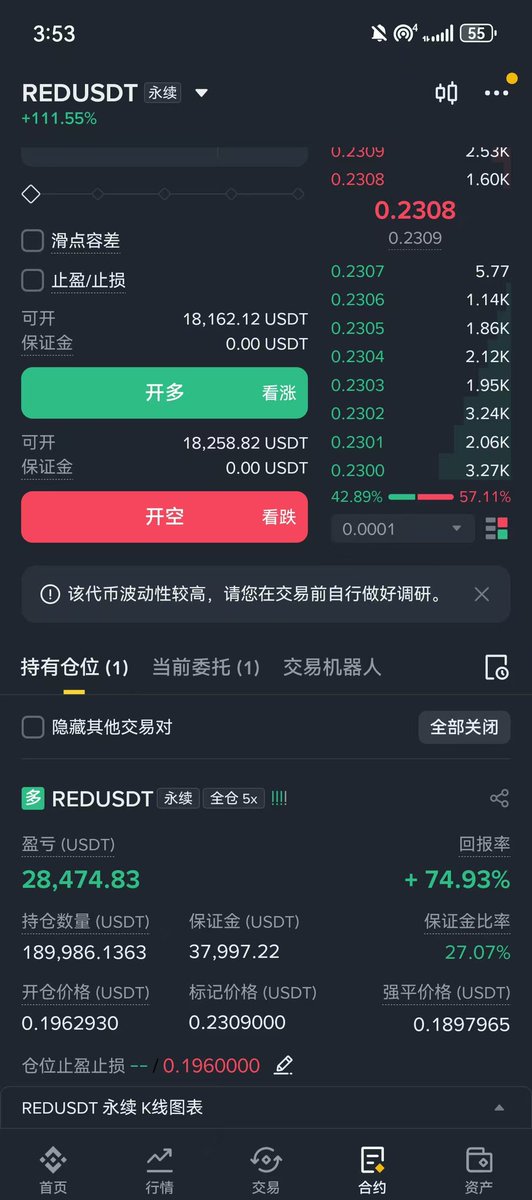 3:53
4
55
REDUSDT 永续
+111.55%
0.2309 2.53K
0.2308 1.60K
0.2308
0.2309
滑点容差
止盈/止损
可开 18,162.12 USDT
保证金 0.00 USDT
开多 看涨
可开 18,258.82 USDT
保证金 0.00 USDT
开空 看跌
0.2307 5.77
0.2306 1.14K
0.2305 1.86K
0.2304 2.12K
0.2303 1.95K
0.2302 3.24K
0.2301 2.06K
0.2300 3.27K
42.89% 57.11%
0.0001
该代币波动性较高，请您在交易前自行做好调研。
持有仓位 (1) 当前委托 (1) 交易机器人
隐藏其他交易对 全部关闭
多 REDUSDT 永续 全仓 5x !!!!
盈亏 (USDT) 回报率
28,474.83 + 74.93%
持仓数量 (USDT) 保证金 (USDT) 保证金比率
189,986.1363 37,997.22 27.07%
开仓价格 (USDT) 标记价格 (USDT) 强平价格 (USDT)
0.1962930 0.2309000 0.1897965
仓位止盈止损 -- / 0.1960000
REDUSDT 永续 K线图表
首页 行情 交易 合约 资产